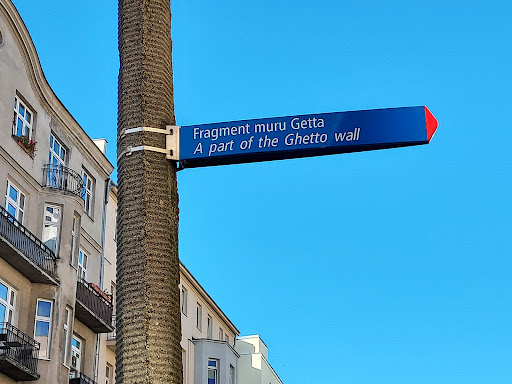 Fragment muru Getta
A part of the Ghetto wall